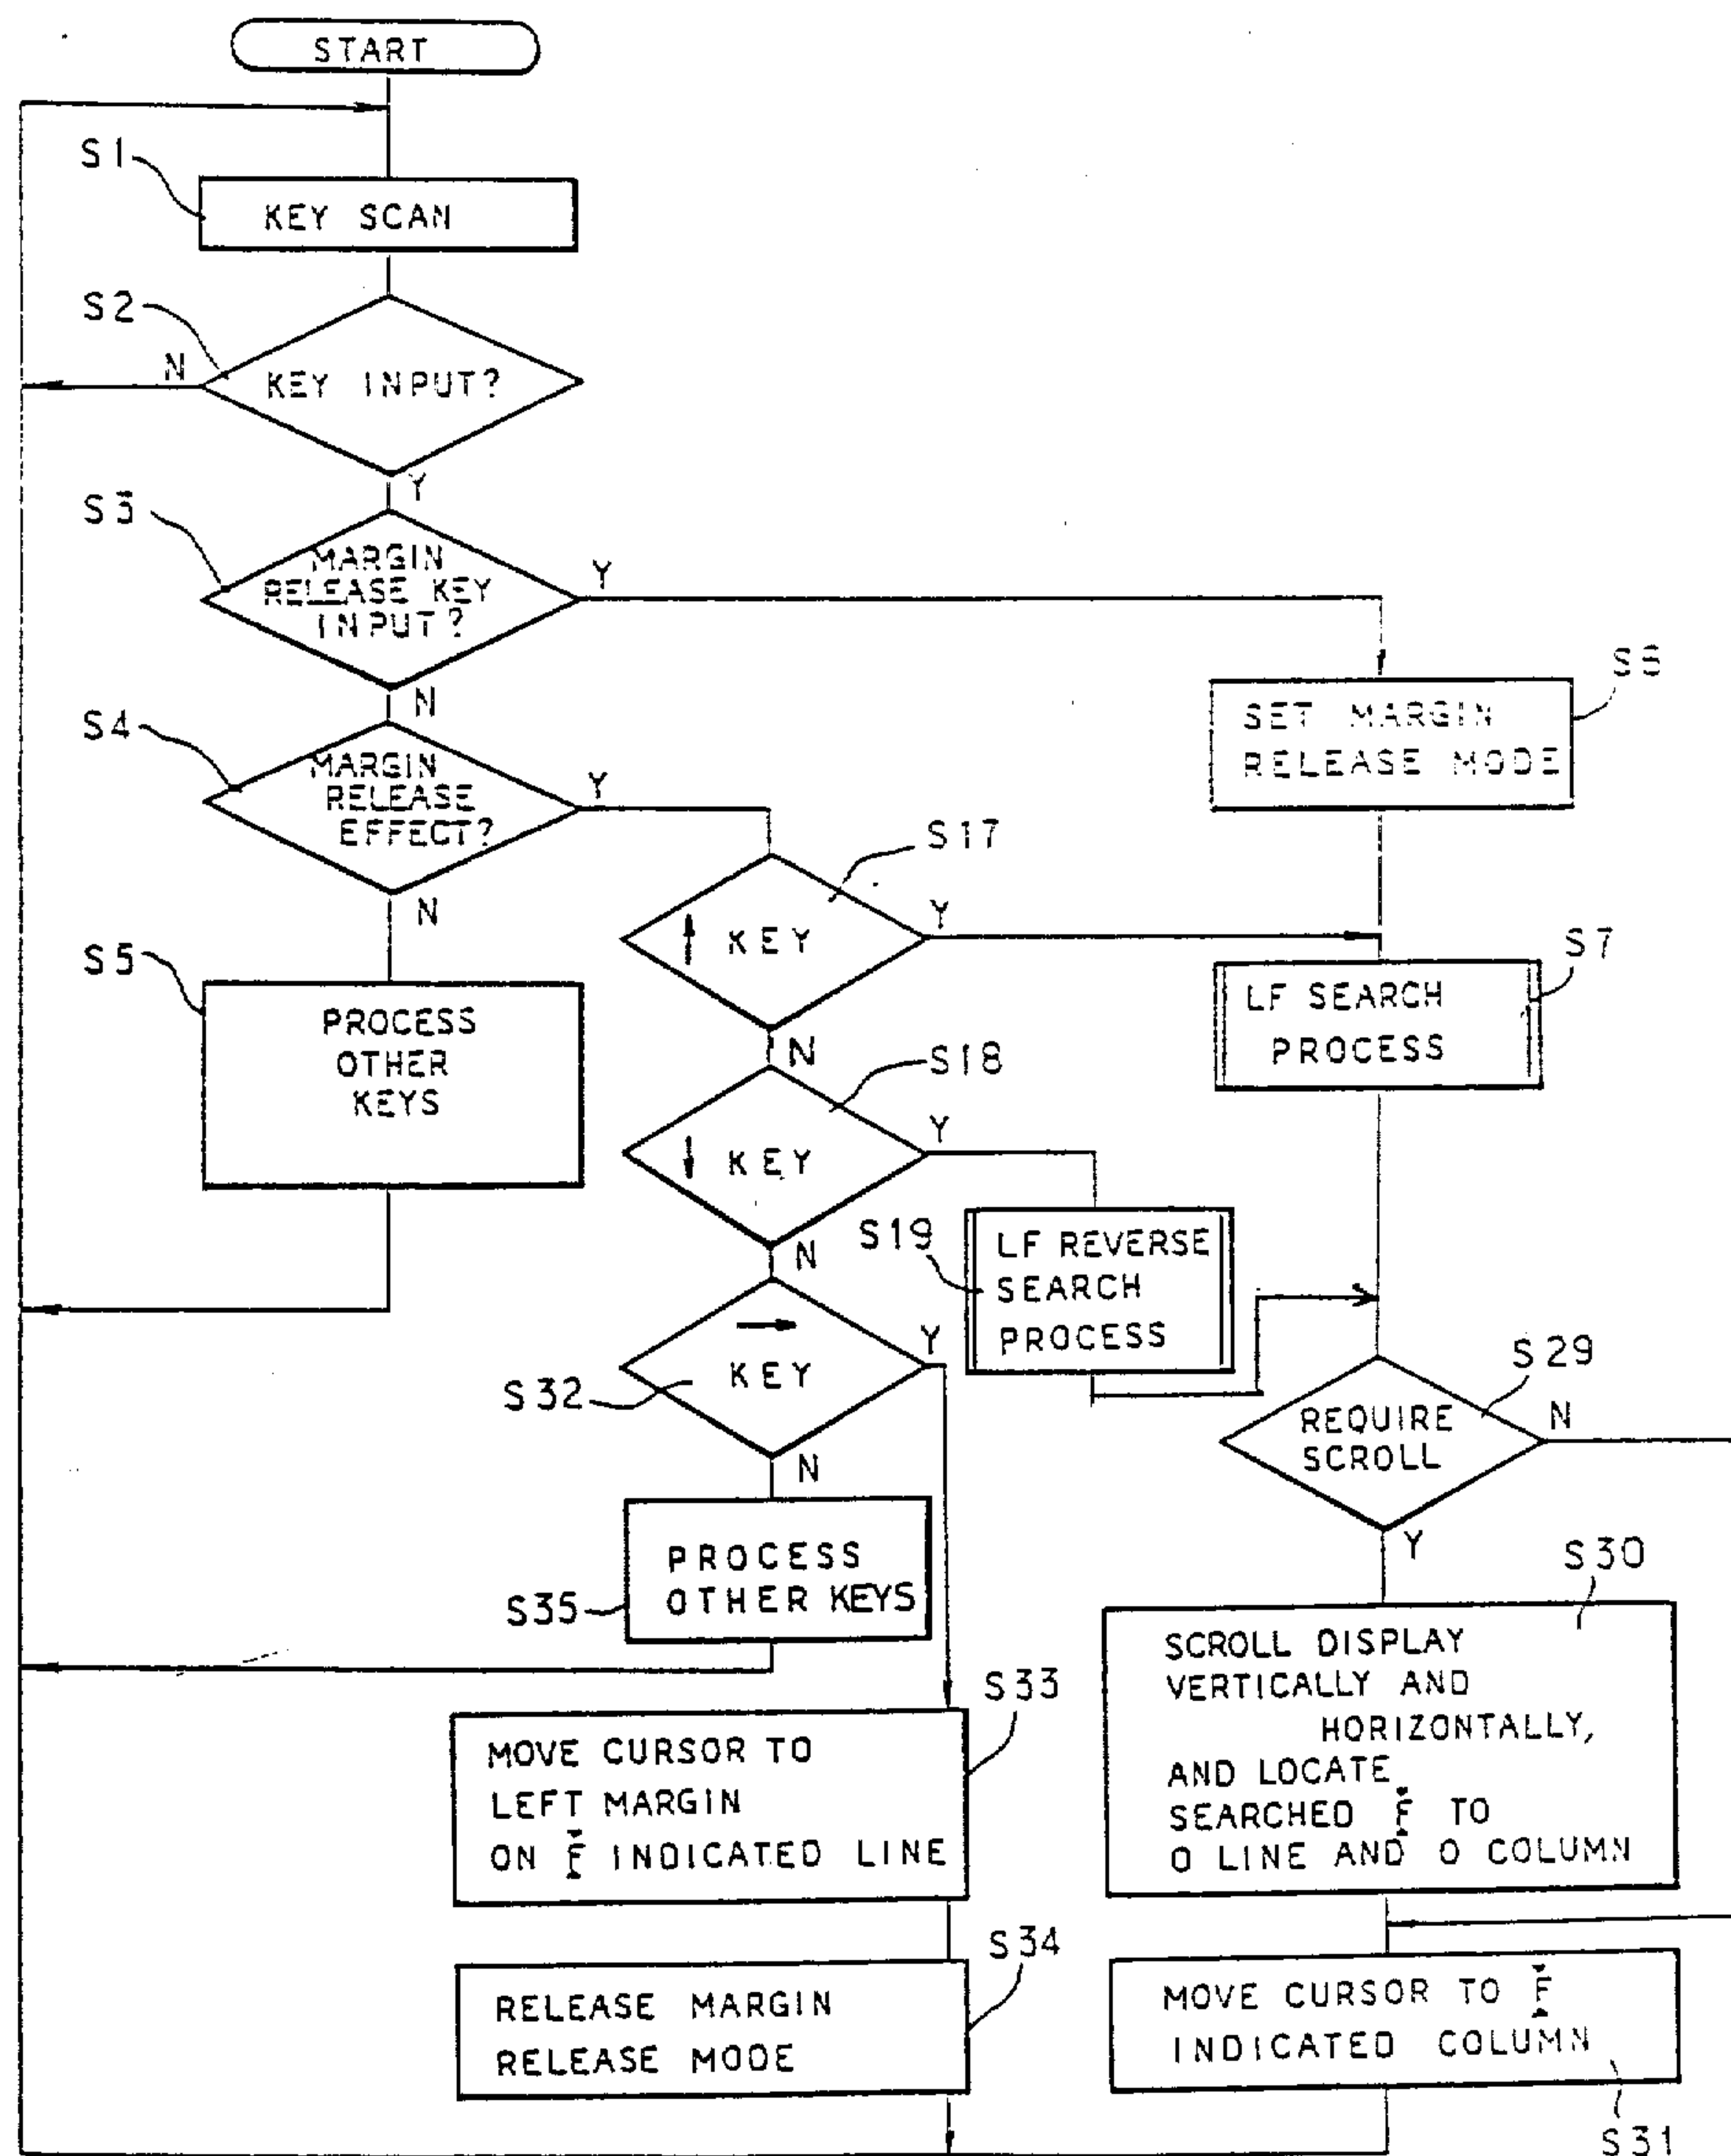 START
S1
KEY SCAN
S2
N
KEY INPUT?
Y
S3
MARGIN
RELEASE KEY
INPUT?
Y
N
S6
SET MARGIN
RELEASE MODE
S4
MARGIN
RELEASE
EFFECT?
Y
N
S17
↑ KEY
Y
N
S5
PROCESS
OTHER
KEYS
S7
LF SEARCH
PROCESS
S18
↓ KEY
Y
N
S19
LF REVERSE
SEARCH
PROCESS
→
KEY
Y
S32
N
S29
REQUIRE
SCROLL
N
Y
PROCESS
OTHER KEYS
S35
S30
SCROLL DISPLAY
VERTICALLY AND
HORIZONTALLY,
AND LOCATE
SEARCHED F TO
0 LINE AND 0 COLUMN
S33
MOVE CURSOR TO
LEFT MARGIN
ON F INDICATED LINE
S34
RELEASE MARGIN
RELEASE MODE
MOVE CURSOR TO F
INDICATED COLUMN
S31